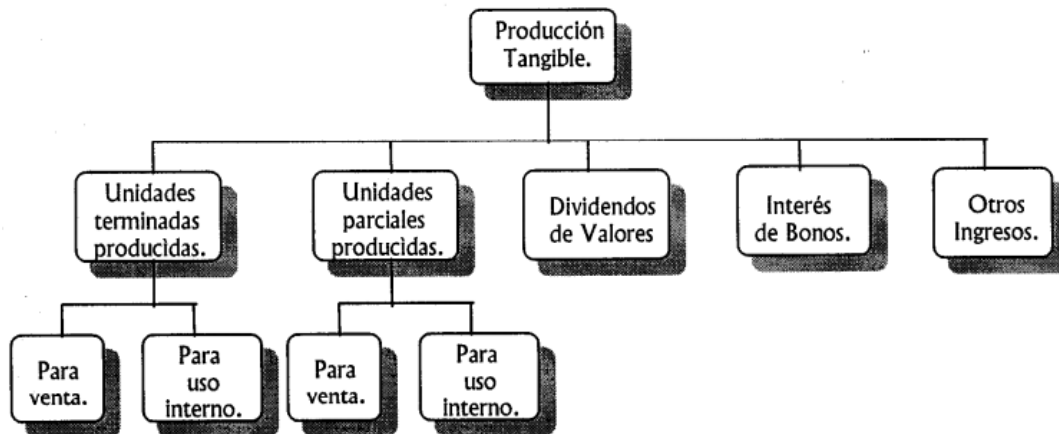 Producción
Tangible.
Unidades
terminadas
producidas.
Unidades
parciales
producidas.
Dividendos
de Valores
Interés
de Bonos.
Otros
Ingresos.
Para
venta.
Para
uso
interno.
Para
venta.
Para
uso
interno.